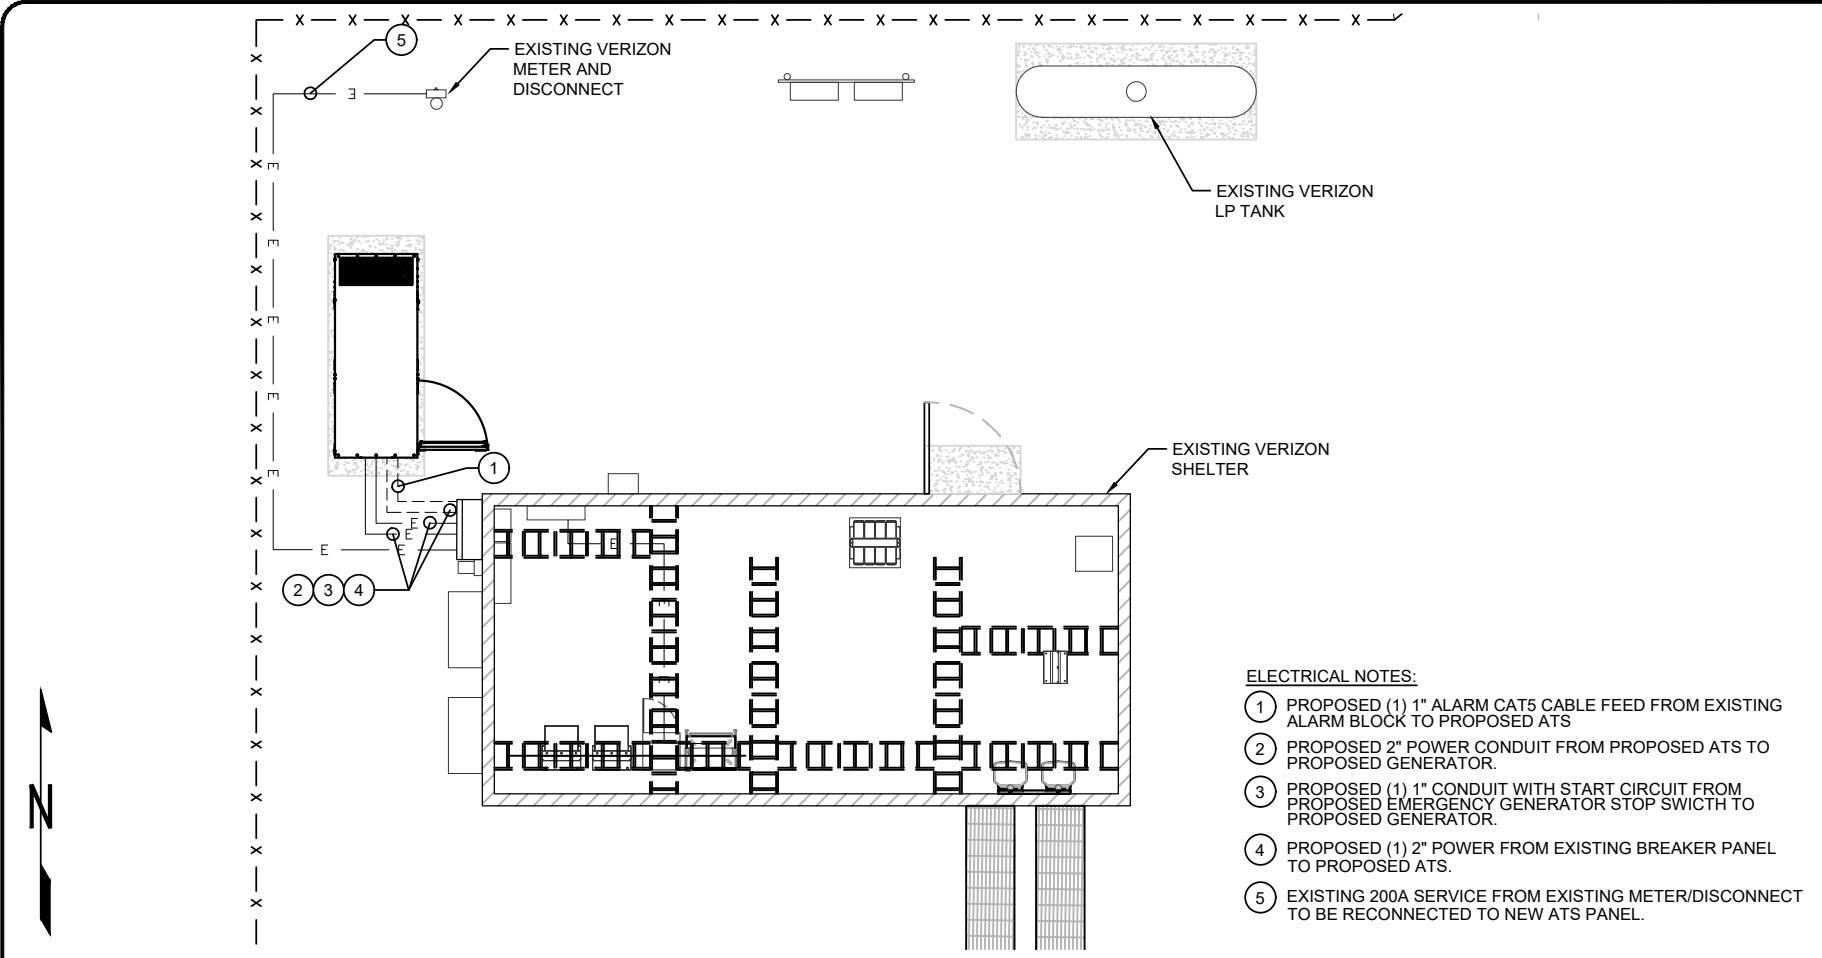 5
EXISTING VERIZON
METER AND
DISCONNECT
EXISTING VERIZON
LP TANK
EXISTING VERIZON
SHELTER
1
2 3 4
N
ELECTRICAL NOTES:
1 PROPOSED (1) 1" ALARM CAT5 CABLE FEED FROM EXISTING
ALARM BLOCK TO PROPOSED ATS
2 PROPOSED 2" POWER CONDUIT FROM PROPOSED ATS TO
PROPOSED GENERATOR.
3 PROPOSED (1) 1" CONDUIT WITH START CIRCUIT FROM
PROPOSED EMERGENCY GENERATOR STOP SWICTH TO
PROPOSED GENERATOR.
4 PROPOSED (1) 2" POWER FROM EXISTING BREAKER PANEL
TO PROPOSED ATS.
5 EXISTING 200A SERVICE FROM EXISTING METER/DISCONNECT
TO BE RECONNECTED TO NEW ATS PANEL.